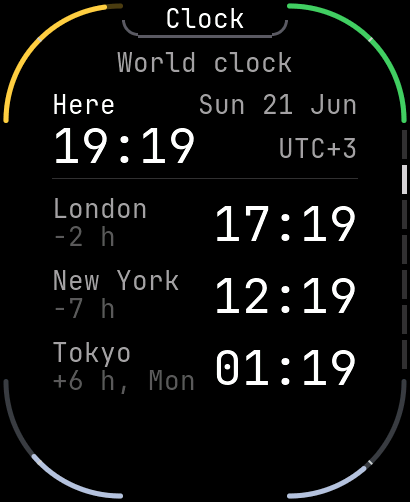 Clock
World clock
Here Sun 21 Jun
19:19 UTC+3
London
-2 h 17:19
New York
-7 h 12:19
Tokyo
+6 h, Mon 01:19